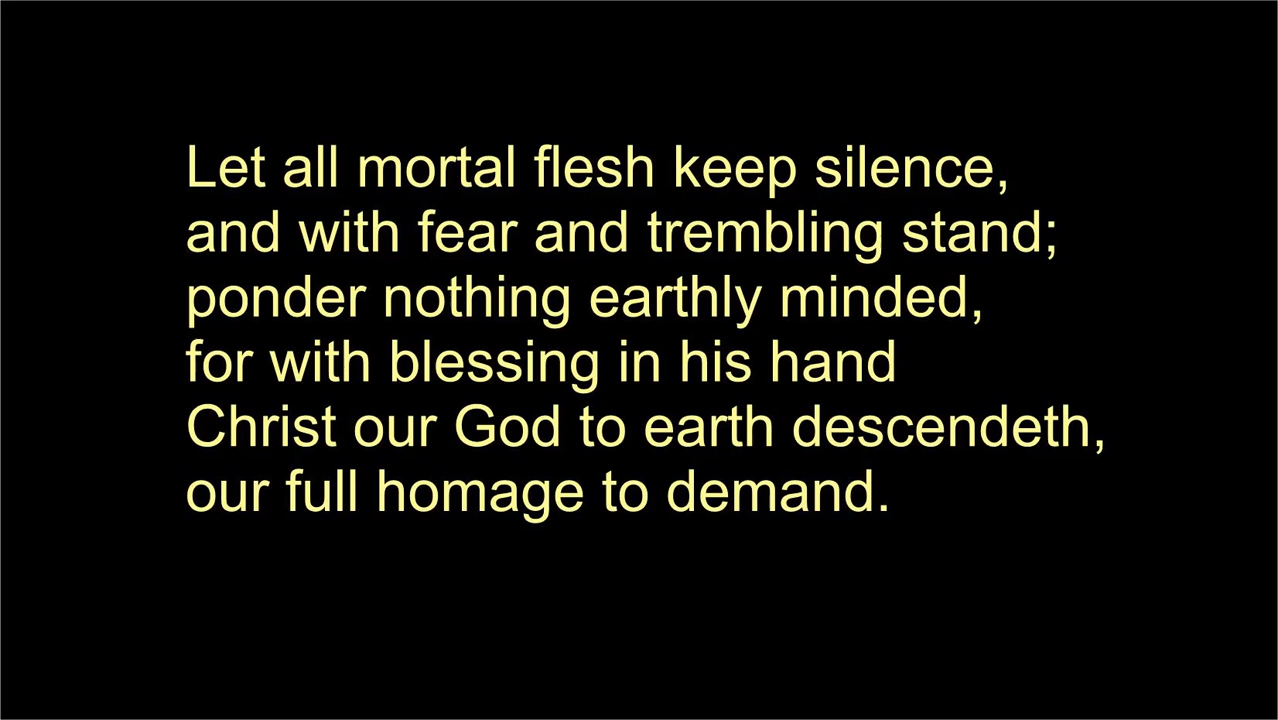 Let all mortal flesh keep silence,
and with fear and trembling stand;
ponder nothing earthly minded,
for with blessing in his hand
Christ our God to earth descendeth,
our full homage to demand.